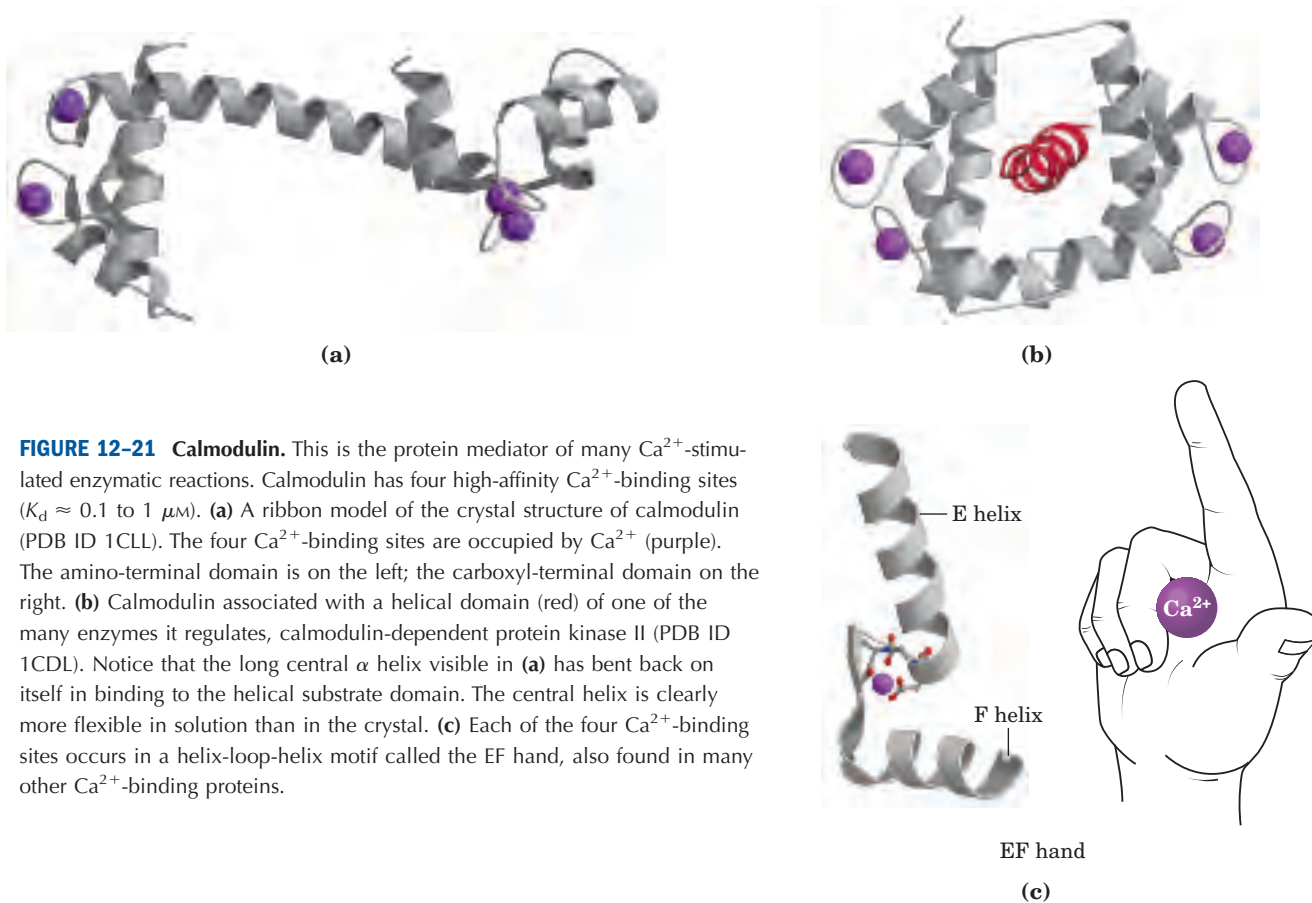 (a)
(b)
FIGURE 12–21 Calmodulin. This is the protein mediator of many Ca²⁺-stimu-
lated enzymatic reactions. Calmodulin has four high-affinity Ca²⁺-binding sites
(Kd ≈ 0.1 to 1 μM). (a) A ribbon model of the crystal structure of calmodulin
(PDB ID 1CLL). The four Ca²⁺-binding sites are occupied by Ca²⁺ (purple).
The amino-terminal domain is on the left; the carboxyl-terminal domain on the
right. (b) Calmodulin associated with a helical domain (red) of one of the
many enzymes it regulates, calmodulin-dependent protein kinase II (PDB ID
1CDL). Notice that the long central α helix visible in (a) has bent back on
itself in binding to the helical substrate domain. The central helix is clearly
more flexible in solution than in the crystal. (c) Each of the four Ca²⁺-binding
sites occurs in a helix-loop-helix motif called the EF hand, also found in many
other Ca²⁺-binding proteins.
E helix
Ca²⁺
F helix
EF hand
(c)